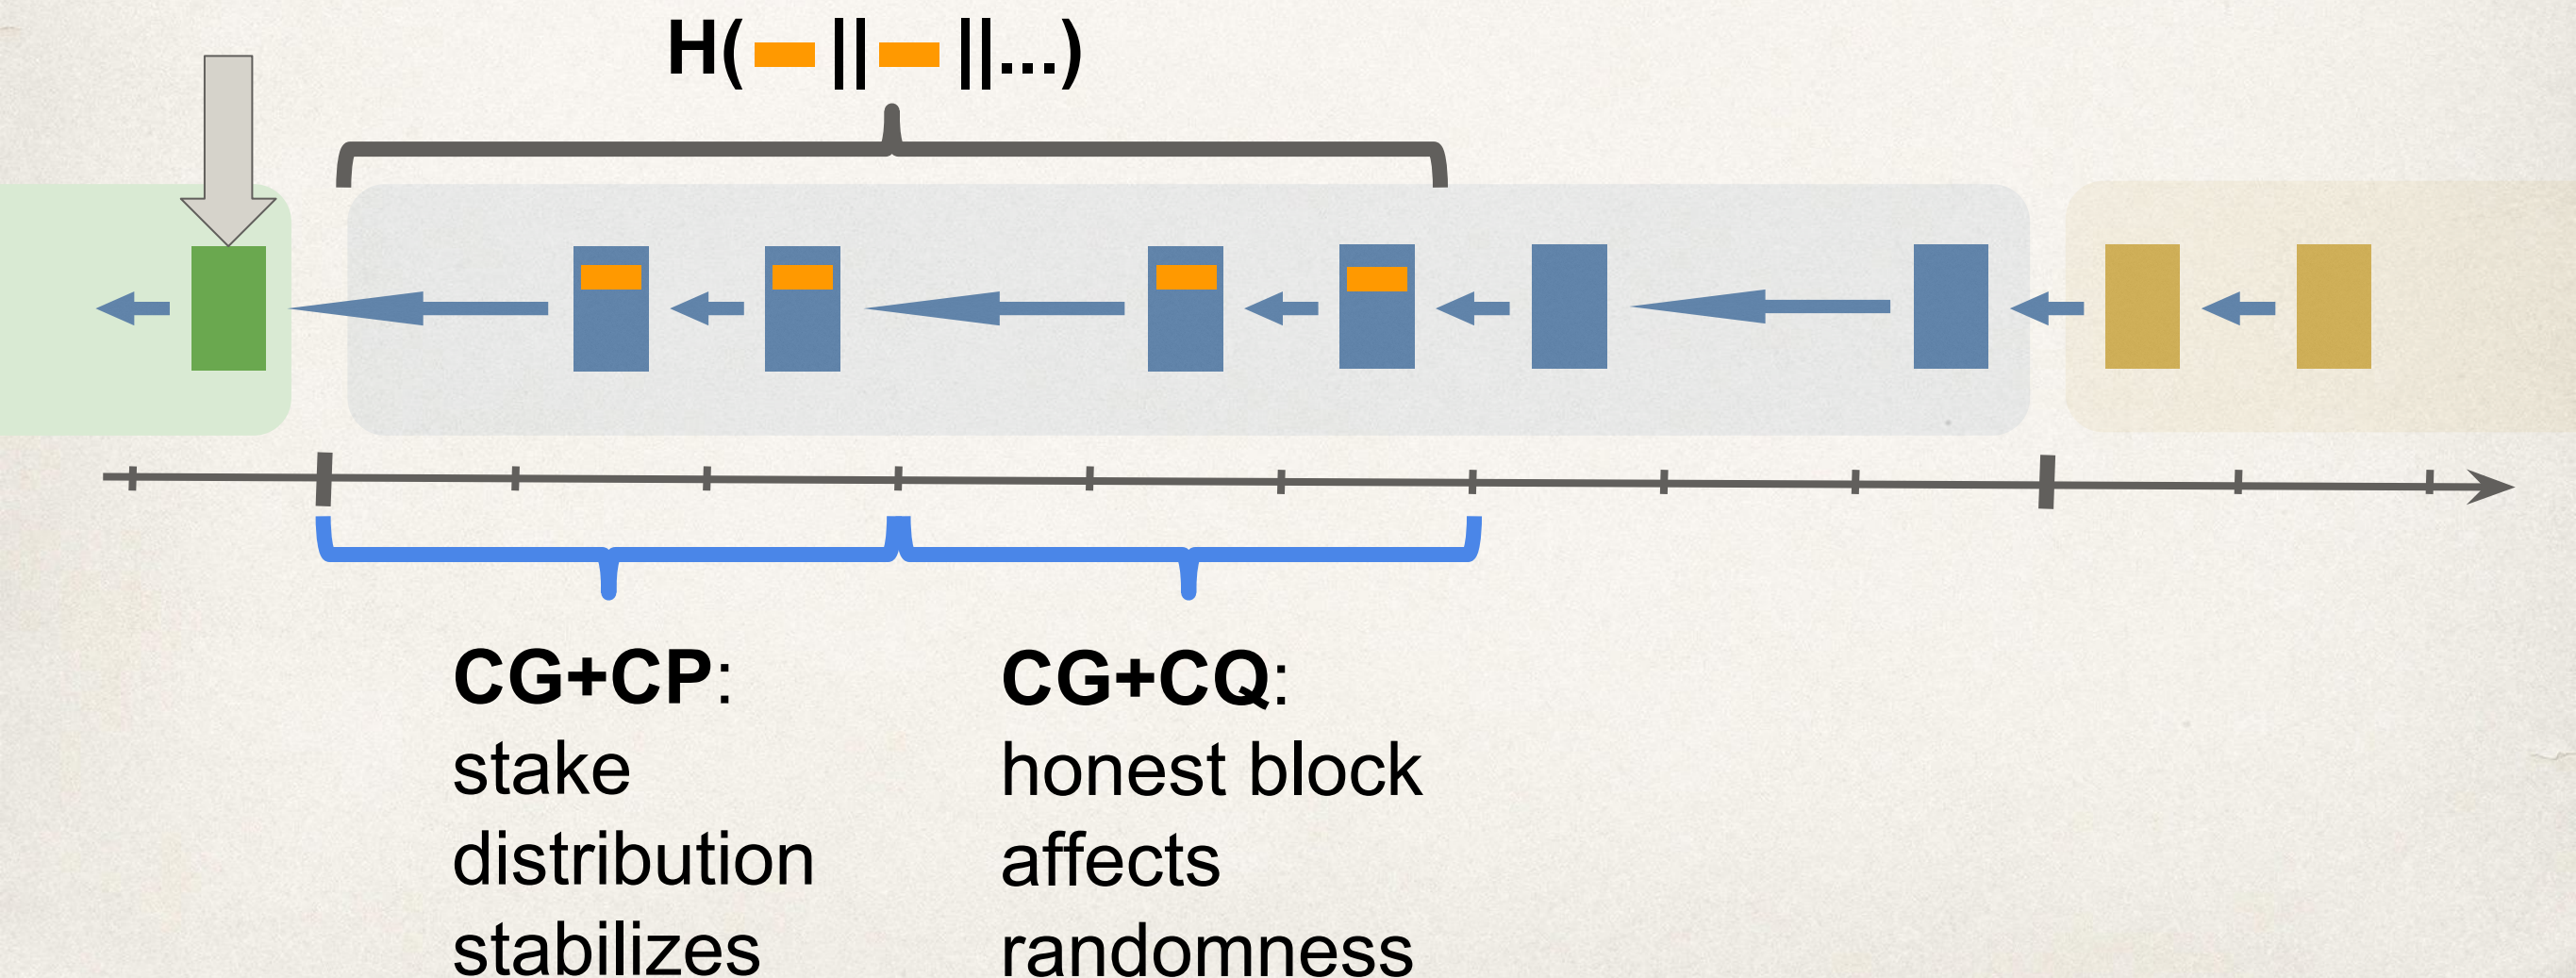 H( || ||...)
CG+CP:
stake
distribution
stabilizes
CG+CQ:
honest block
affects
randomness